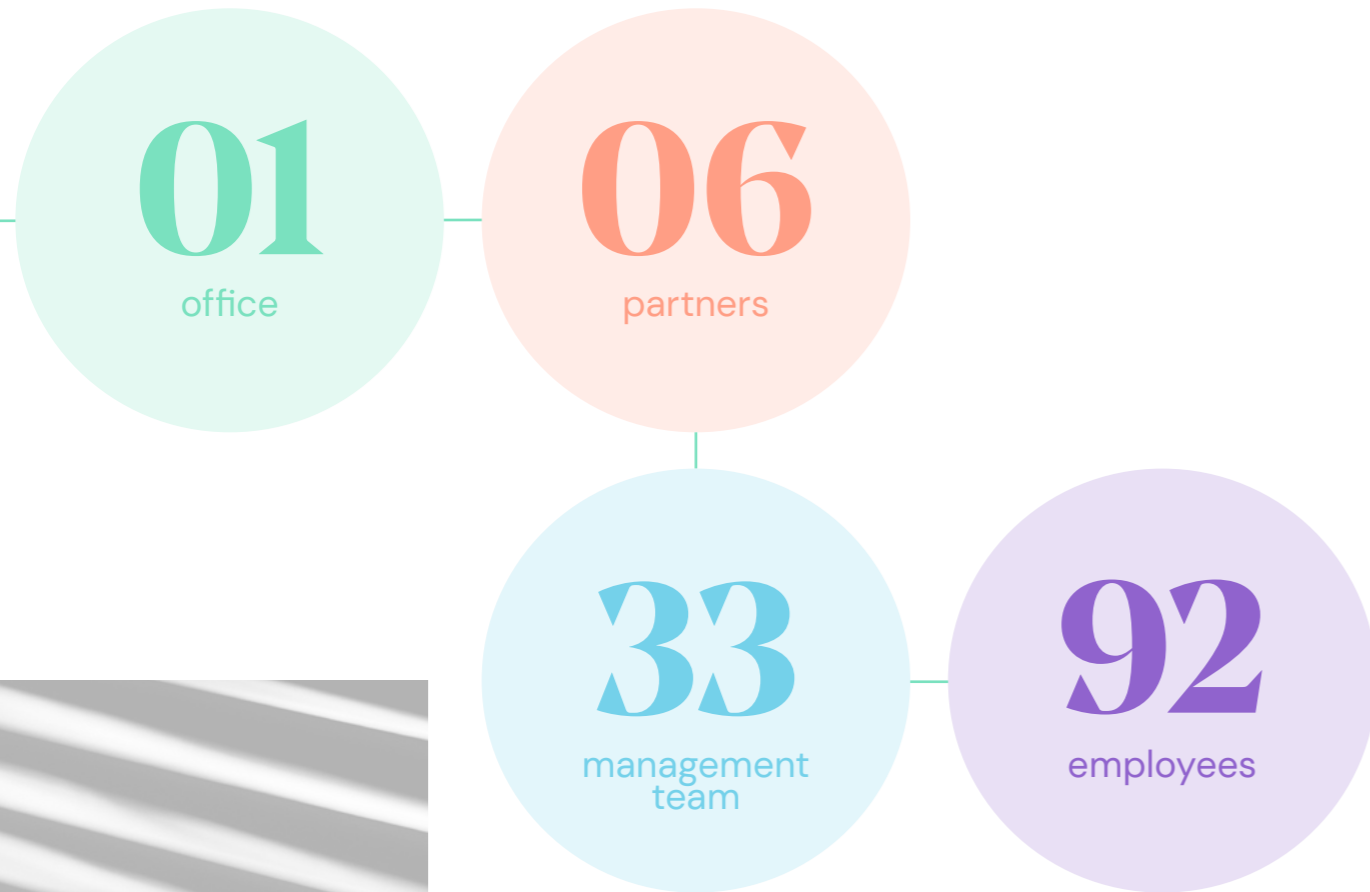 01
office
06
partners
33
management
team
92
employees